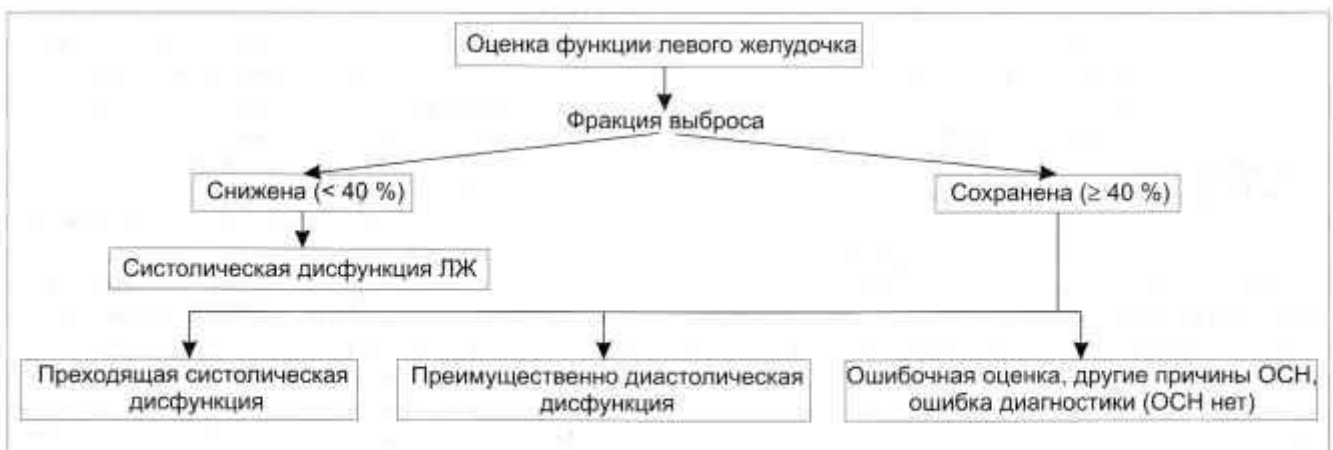 Оценка функции левого желудочка
Фракция выброса
Снижена (< 40 %)
Сохранена (≥ 40 %)
Систолическая дисфункция ЛЖ
Преходящая систолическая
дисфункция
Преимущественно диастолическая
дисфункция
Ошибочная оценка, другие причины ОСН,
ошибка диагностики (ОСН нет)